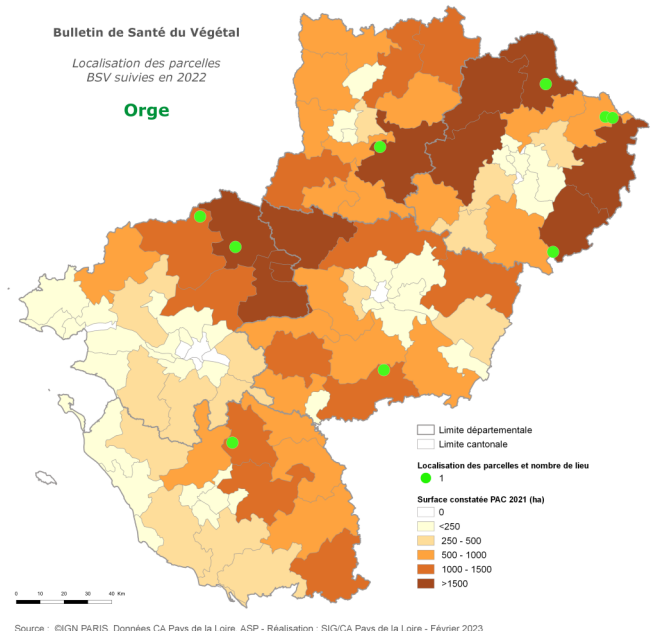 Bulletin de Santé du Végétal
Localisation des parcelles
BSV suivies en 2022
Orge
Limite départementale
Limite cantonale
Localisation des parcelles et nombre de lieu
1
Surface constatée PAC 2021 (ha)
0
<250
250 - 500
500 - 1000
1000 - 1500
>1500
0 10 20 30 40 Km
Source : ©IGN PARIS, Données CA Pays de la Loire, ASP - Réalisation : SIG/CA Pays de la Loire - Février 2023